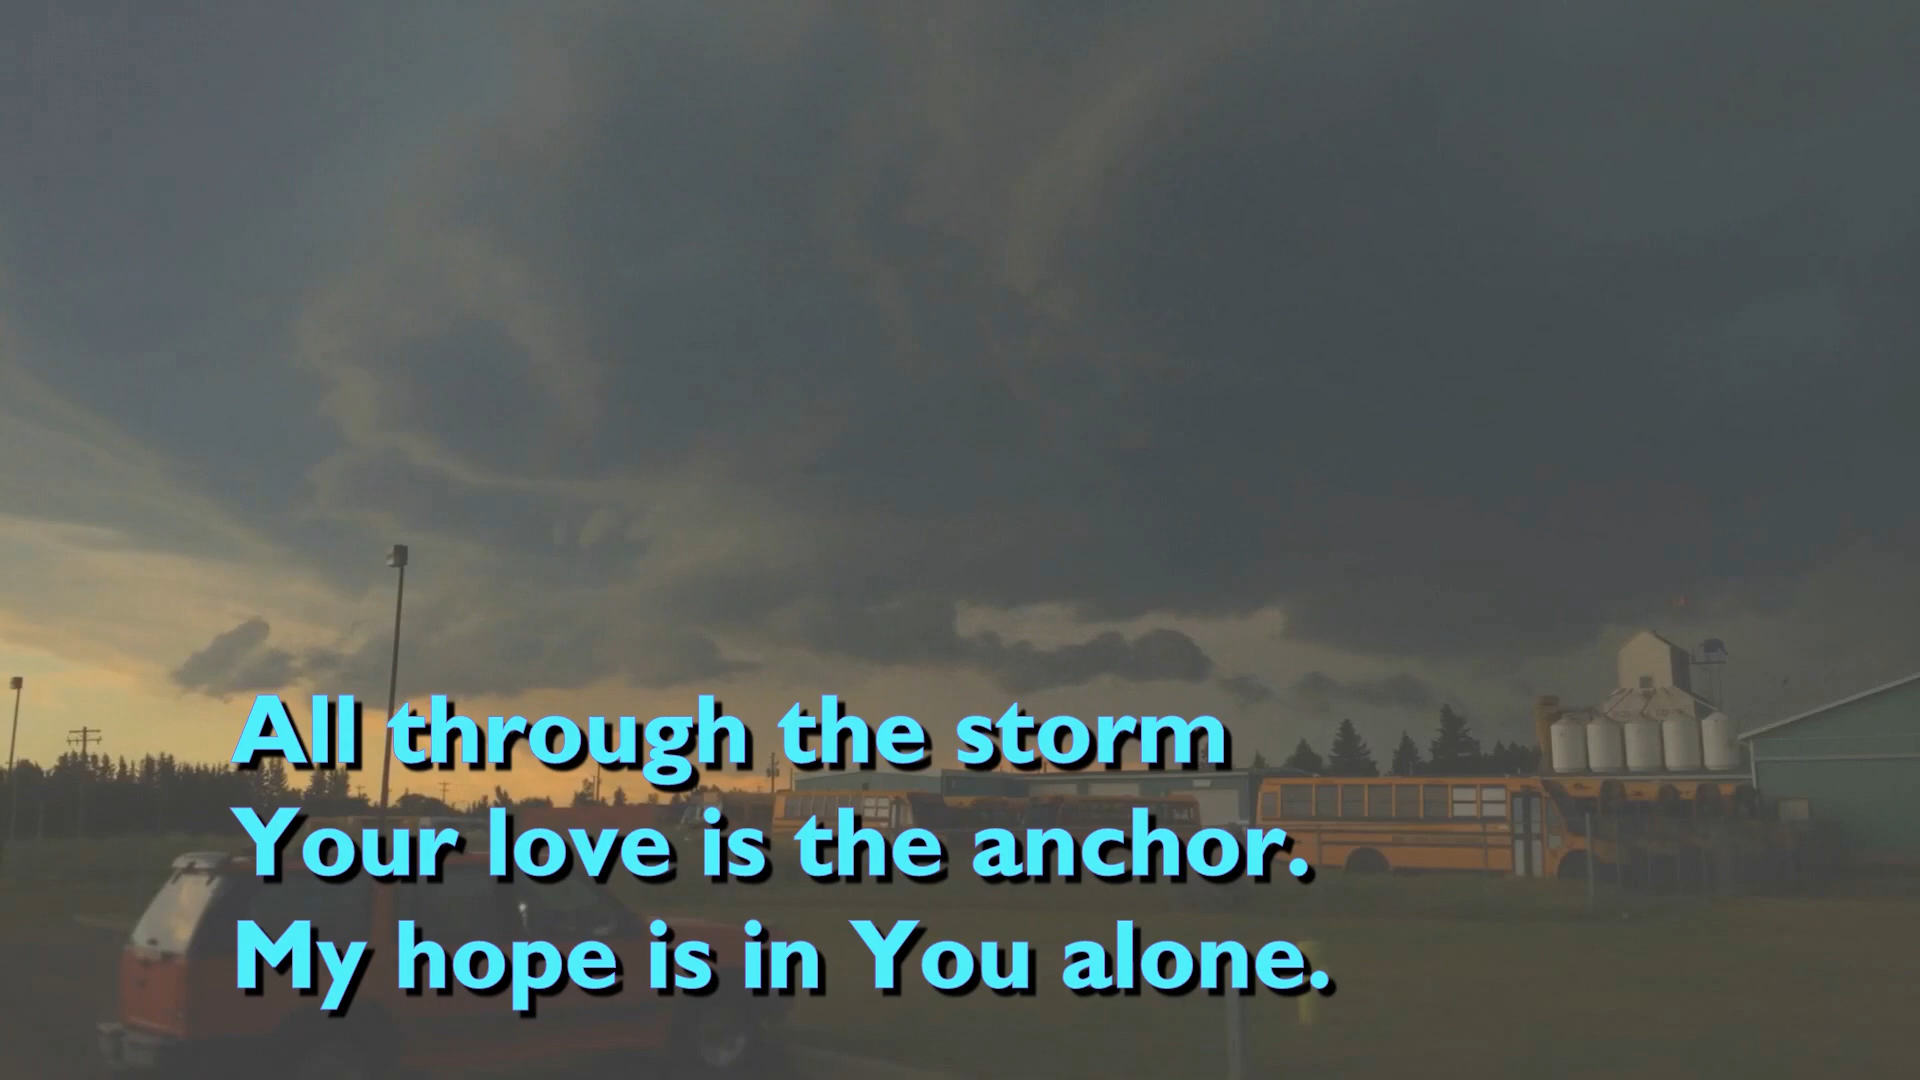 All through the storm
Your love is the anchor.
My hope is in You alone.